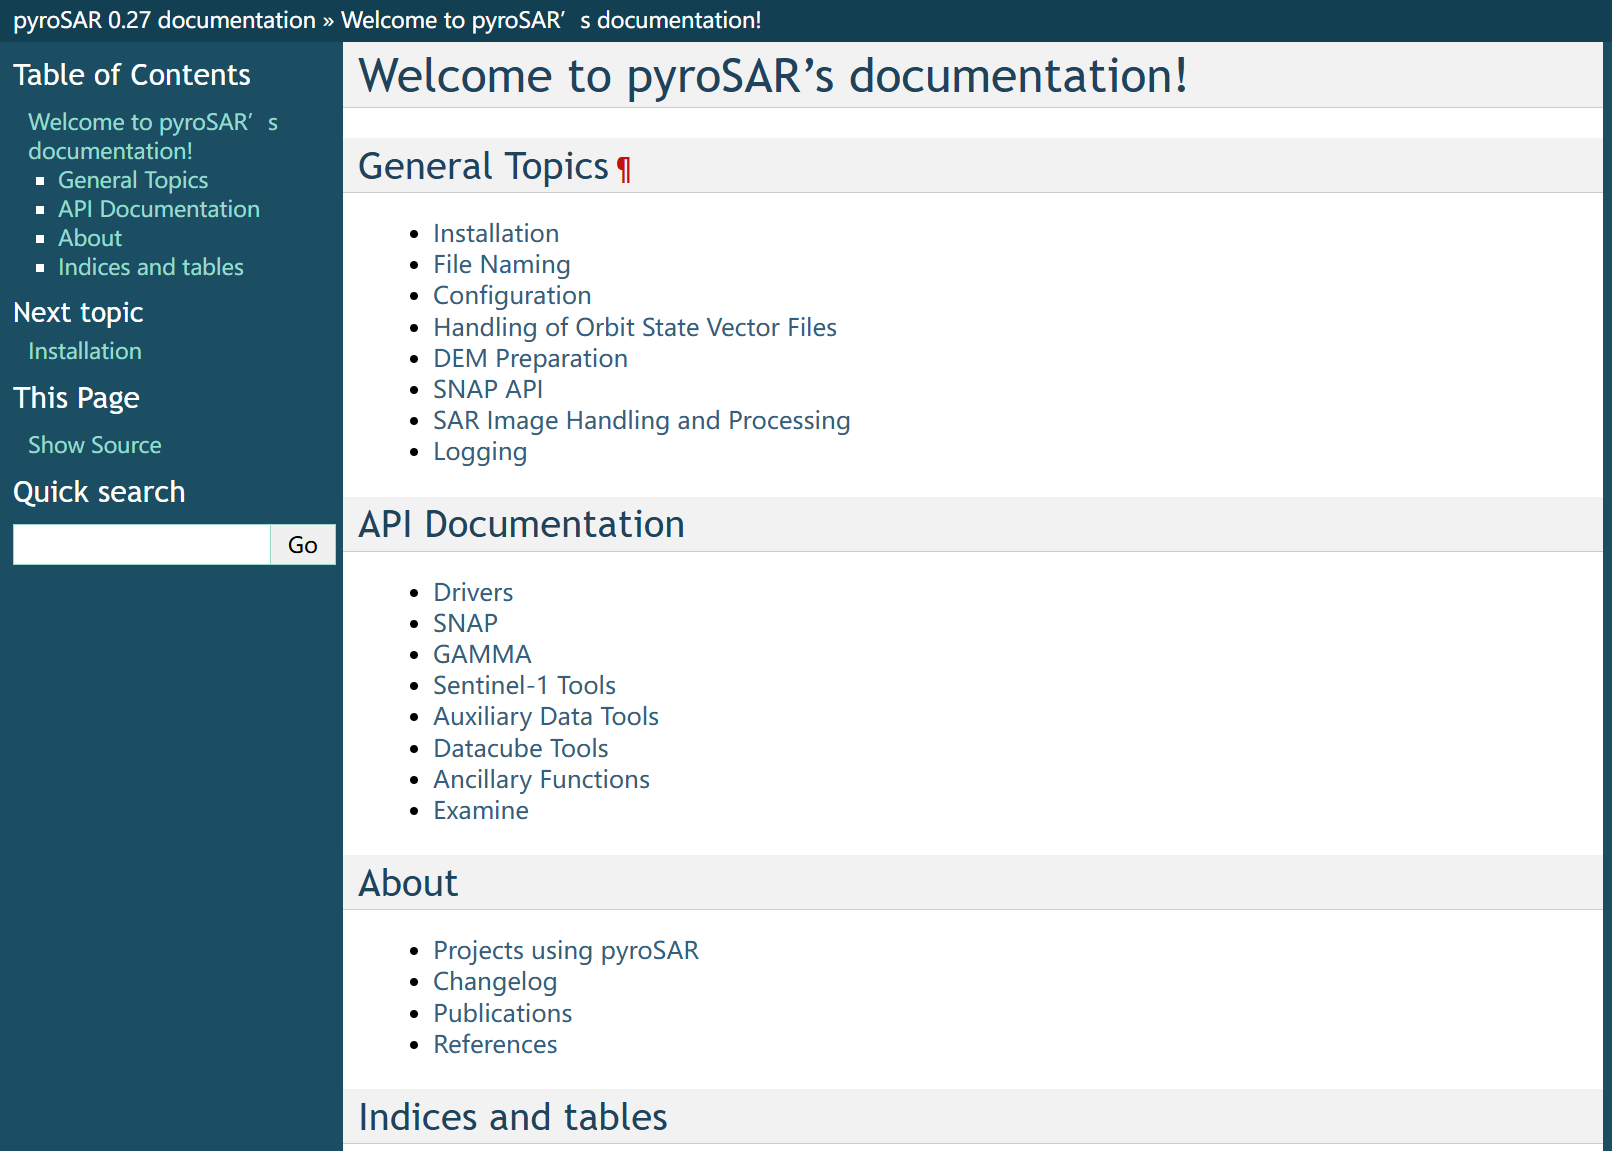 pyroSAR 0.27 documentation » Welcome to pyroSAR’s documentation!
Table of Contents
Welcome to pyroSAR’s
documentation!
General Topics
API Documentation
About
Indices and tables
Next topic
Installation
This Page
Show Source
Quick search
Go
Welcome to pyroSAR’s documentation!
General Topics¶
Installation
File Naming
Configuration
Handling of Orbit State Vector Files
DEM Preparation
SNAP API
SAR Image Handling and Processing
Logging
API Documentation
Drivers
SNAP
GAMMA
Sentinel-1 Tools
Auxiliary Data Tools
Datacube Tools
Ancillary Functions
Examine
About
Projects using pyroSAR
Changelog
Publications
References
Indices and tables